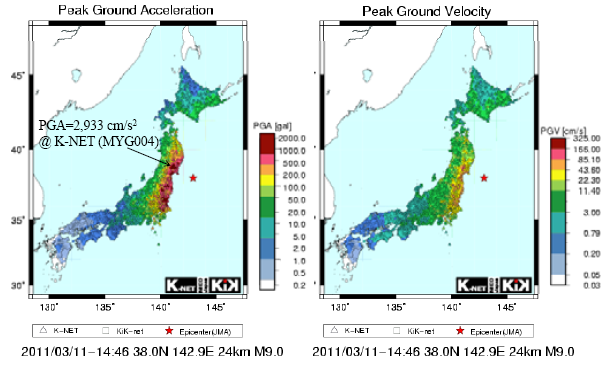 Peak Ground Acceleration
45˚
40˚
35˚
30˚
130˚
135˚
140˚
145˚
PGA=2,933 cm/s²
@ K-NET (MYG004)
PGA [gal]
2000.0
1000.0
500.0
200.0
100.0
50.0
20.0
10.0
5.0
2.0
1.0
0.5
0.2
K-NET
KiK
K-NET
KiK-net
Epicenter(JMA)
2011/03/11-14:46 38.0N 142.9E 24km M9.0
Peak Ground Velocity
45˚
40˚
35˚
30˚
130˚
135˚
140˚
145˚
PGV [cm/s]
325.00
166.00
85.10
43.80
22.30
11.40
3.00
0.79
0.20
0.05
0.03
K-NET
KiK
K-NET
KiK-net
Epicenter(JMA)
2011/03/11-14:46 38.0N 142.9E 24km M9.0